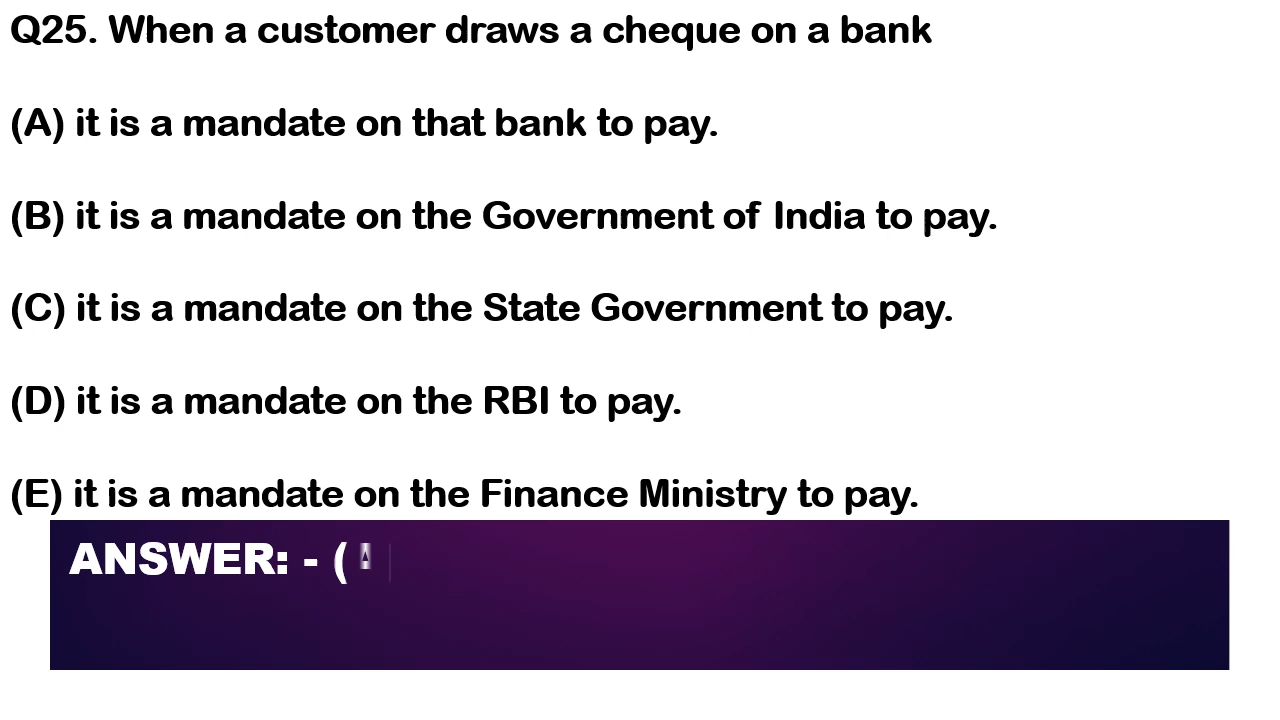 Q25. When a customer draws a cheque on a bank
(A) it is a mandate on that bank to pay.
(B) it is a mandate on the Government of India to pay.
(C) it is a mandate on the State Government to pay.
(D) it is a mandate on the RBI to pay.
(E) it is a mandate on the Finance Ministry to pay.
ANSWER: - (